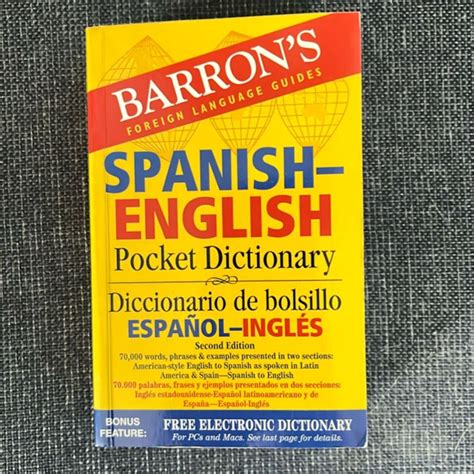 BARRON'S
FOREIGN LANGUAGE GUIDES
SPANISH–
ENGLISH
Pocket Dictionary
Diccionario de bolsillo
ESPAÑOL–INGLÉS
Second Edition
70,000 words, phrases & examples presented in two sections:
American-style English to Spanish as spoken in Latin
America & Spain—Spanish to English
70.000 palabras, frases y ejemplos presentados en dos secciones:
Inglés estadounidense-Español latinoamericano y de
España—Español-Inglés
BONUS
FEATURE:
FREE ELECTRONIC DICTIONARY
For PCs and Macs. See last page for details.